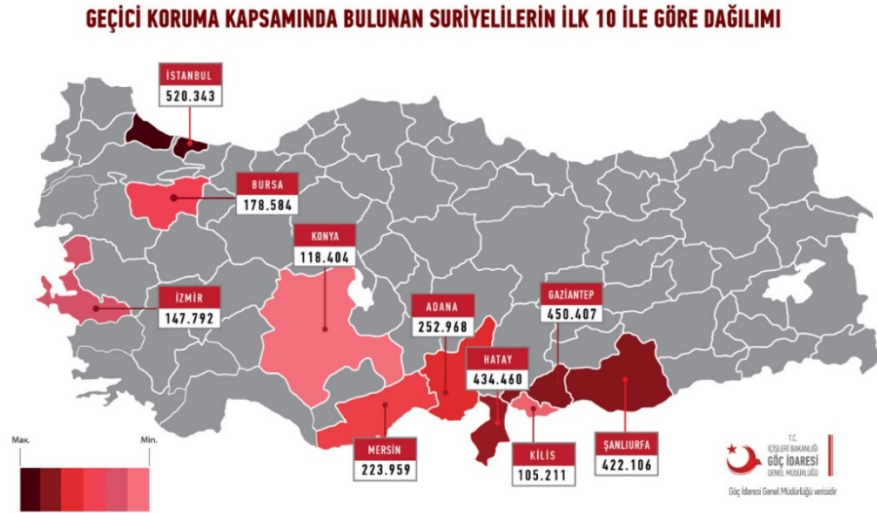 GEÇİCİ KORUMA KAPSAMINDA BULUNAN SURİYELİLERİN İLK 10 İLE GÖRE DAĞILIMI
İSTANBUL
520.343
BURSA
178.584
KONYA
118.404
İZMİR
147.792
ADANA
252.968
GAZİANTEP
450.407
HATAY
434.460
MERSİN
223.959
KİLİS
105.211
ŞANLIURFA
422.106
Max.
Min.
T.C.
İÇİŞLERİ BAKANLIĞI
GÖÇ İDARESİ
GENEL MÜDÜRLÜĞÜ
Göç İdaresi Genel Müdürlüğü verisidir